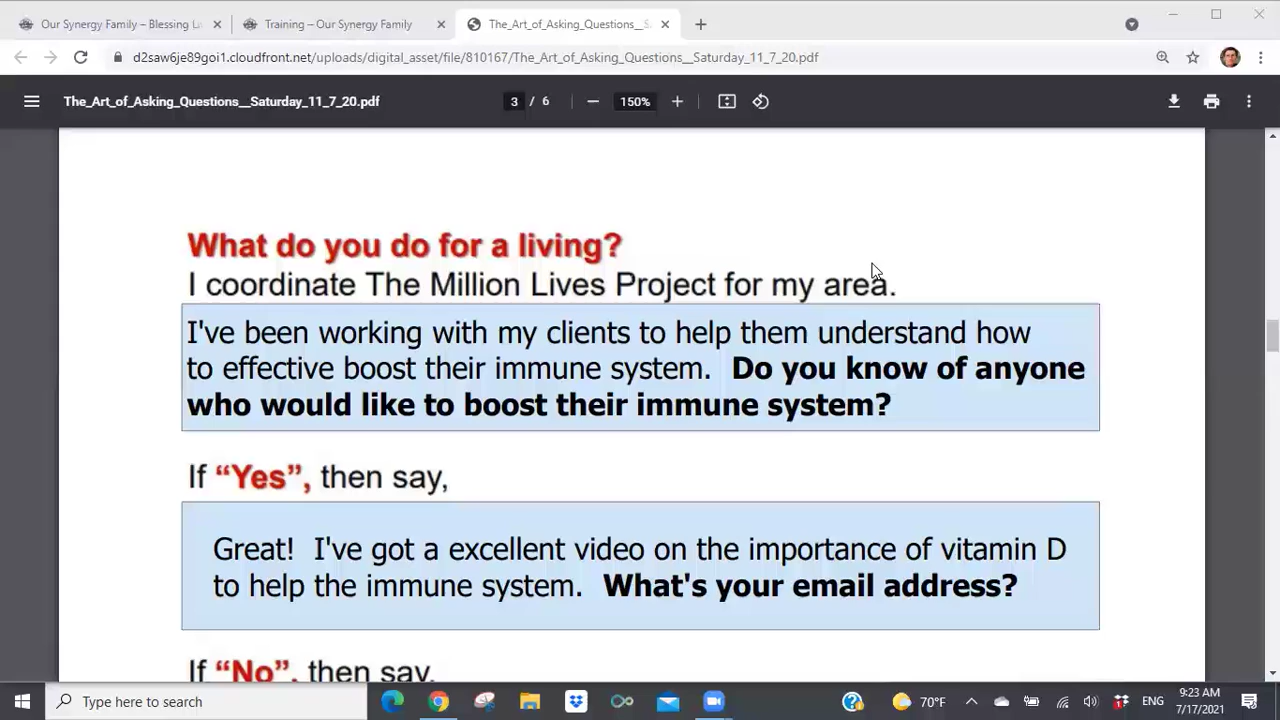 Our Synergy Family – Blessing L
Training – Our Synergy Family
The_Art_of_Asking_Questions__S
d2saw6je89goi1.cloudfront.net/uploads/digital_asset/file/810167/The_Art_of_Asking_Questions__Saturday_11_7_20.pdf
The_Art_of_Asking_Questions__Saturday_11_7_20.pdf
3 / 6
150%
What do you do for a living?
I coordinate The Million Lives Project for my area.
I've been working with my clients to help them understand how
to effective boost their immune system. Do you know of anyone
who would like to boost their immune system?
If “Yes”, then say,
Great! I've got a excellent video on the importance of vitamin D
to help the immune system. What's your email address?
If “No”, then say,
Type here to search
70°F
ENG
9:23 AM
7/17/2021